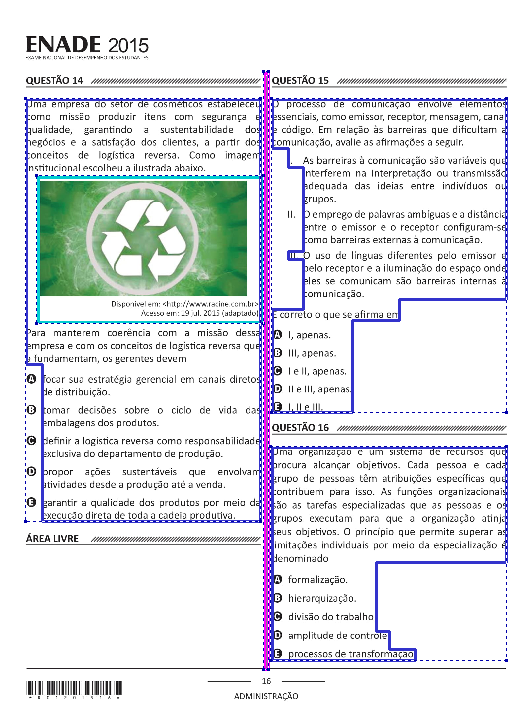 ENADE 2015
EXAME NACIONAL DE DESEMPENHO DOS ESTUDANTES
QUESTÃO 14
Uma empresa do setor de cosméticos estabeleceu
como missão produzir itens com segurança e
qualidade, garantindo a sustentabilidade dos
negócios e a satisfação dos clientes, a partir dos
conceitos de logística reversa. Como imagem
institucional escolheu a ilustrada abaixo.
Disponível em: <http://www.racine.com.br>
Acesso em: 19 jul. 2015 (adaptado)
Para manterem coerência com a missão dessa
empresa e com os conceitos de logística reversa que
a fundamentam, os gerentes devem
A focar sua estratégia gerencial em canais diretos
de distribuição.
B tomar decisões sobre o ciclo de vida das
embalagens dos produtos.
C definir a logística reversa como responsabilidade
exclusiva do departamento de produção.
D propor ações sustentáveis que envolvam
atividades desde a produção até a venda.
E garantir a qualidade dos produtos por meio da
execução direta de toda a cadeia produtiva.
ÁREA LIVRE
QUESTÃO 15
O processo de comunicação envolve elementos
essenciais, como emissor, receptor, mensagem, canal
e código. Em relação às barreiras que dificultam a
comunicação, avalie as afirmações a seguir.
As barreiras à comunicação são variáveis que
interferem na interpretação ou transmissão
adequada das ideias entre indivíduos ou
grupos.
II. O emprego de palavras ambíguas e a distância
entre o emissor e o receptor configuram-se
como barreiras externas à comunicação.
III. O uso de línguas diferentes pelo emissor e
pelo receptor e a iluminação do espaço onde
eles se comunicam são barreiras internas à
comunicação.
É correto o que se afirma em
A I, apenas.
B III, apenas.
C I e II, apenas.
D II e III, apenas.
E I, II e III.
QUESTÃO 16
Uma organização é um sistema de recursos que
procura alcançar objetivos. Cada pessoa e cada
grupo de pessoas têm atribuições específicas que
contribuem para isso. As funções organizacionais
são as tarefas especializadas que as pessoas e os
grupos executam para que a organização atinja
seus objetivos. O princípio que permite superar as
limitações individuais por meio da especialização é
denominado
A formalização.
B hierarquização.
C divisão do trabalho.
D amplitude de controle.
E processos de transformação.
16
ADMINISTRAÇÃO